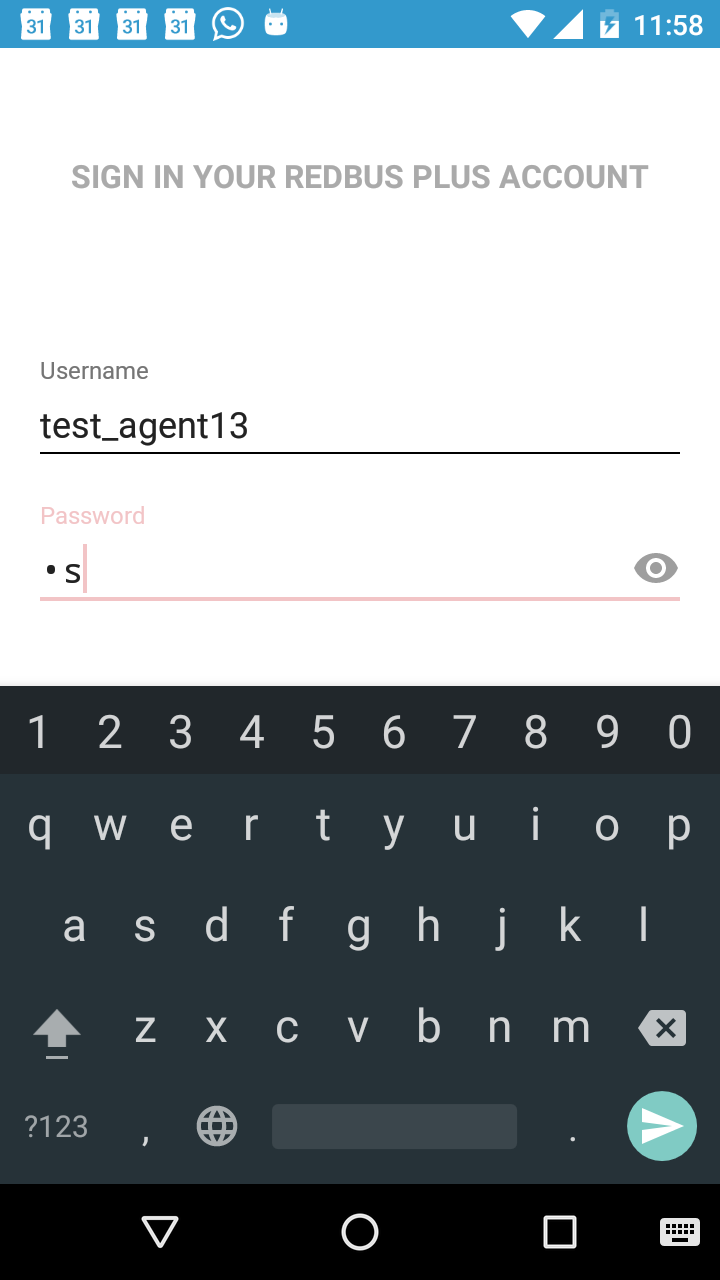 31 31 31 31 11:58
SIGN IN YOUR REDBUS PLUS ACCOUNT
Username
test_agent13
Password
•s
1 2 3 4 5 6 7 8 9 0
q w e r t y u i o p
a s d f g h j k l
z x c v b n m
?123 , .